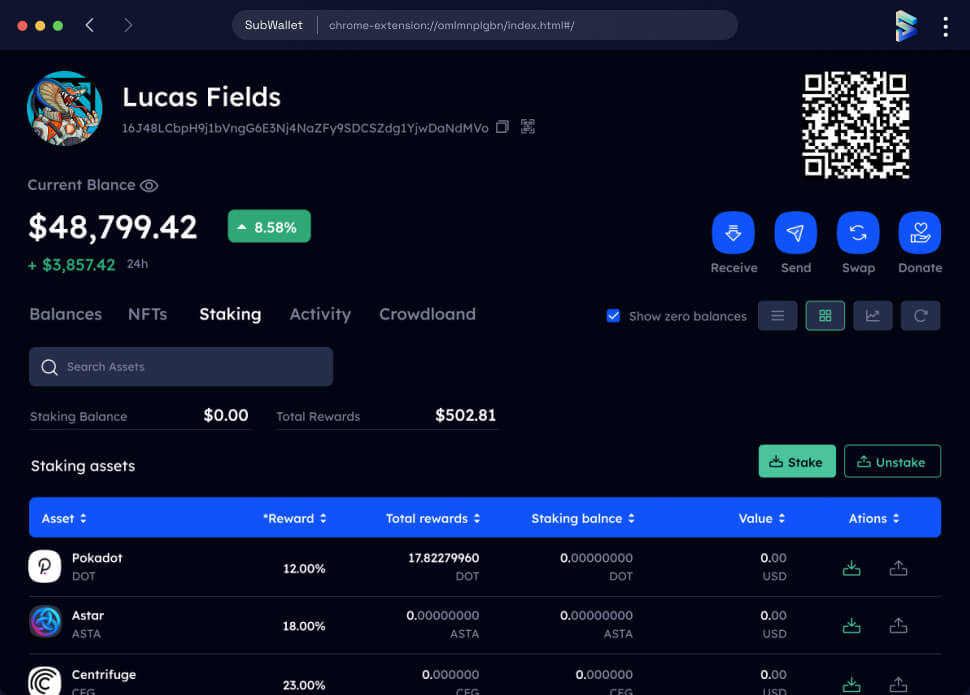 SubWallet chrome-extension://omlmnplgbn/index.html#/
Lucas Fields
16J48LCbpH9j1bVngG6E3Nj4NaZFy9SDCSZdg1YjwDaNdMVo
Current Blance
$48,799.42 8.58%
+ $3,857.42 24h
Receive Send Swap Donate
Balances NFTs Staking Activity Crowdloand Show zero balances
Search Assets
Staking Balance $0.00 Total Rewards $502.81
Staking assets Stake Unstake
Asset *Reward Total rewards Staking balnce Value Ations
Pokadot 17.82279960 0.00000000 0.00
DOT 12.00% DOT DOT USD
Astar 0.00000000 0.00000000 0.00
ASTA 18.00% ASTA ASTA USD
Centrifuge 0.000000 0.000000 0.00
CFG 23.00% CFG CFG USD